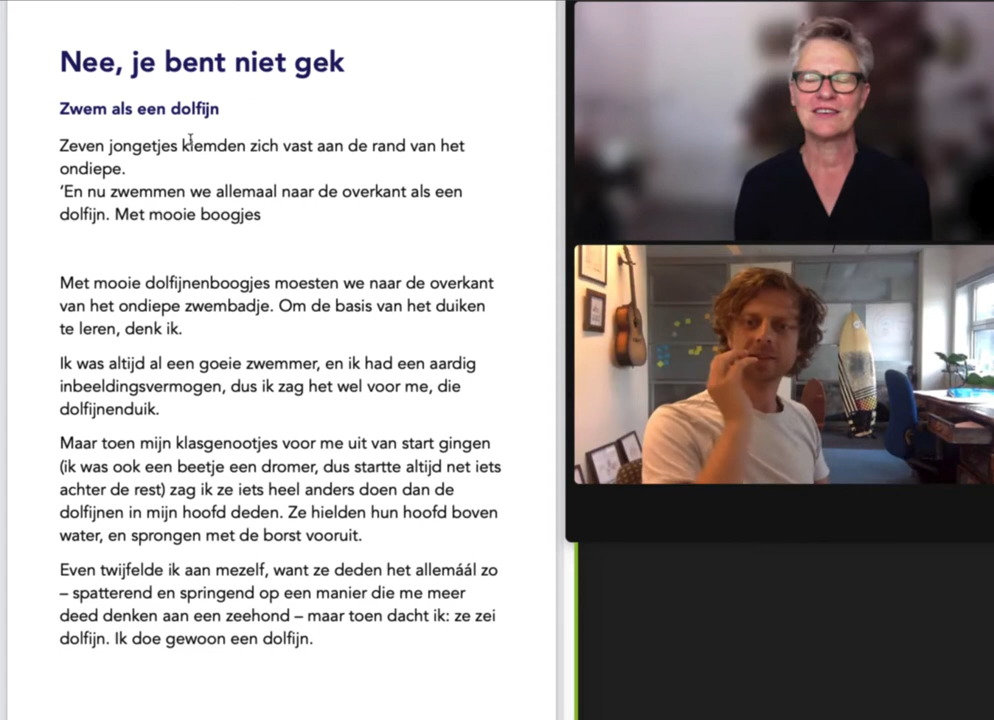 Nee, je bent niet gek
Zwem als een dolfijn
Zeven jongetjes klemden zich vast aan de rand van het
ondiepe.
‘En nu zwemmen we allemaal naar de overkant als een
dolfijn. Met mooie boogjes
Met mooie dolfijnenboogjes moesten we naar de overkant
van het ondiepe zwembadje. Om de basis van het duiken
te leren, denk ik.
Ik was altijd al een goeie zwemmer, en ik had een aardig
inbeeldingsvermogen, dus ik zag het wel voor me, die
dolfijnenduik.
Maar toen mijn klasgenootjes voor me uit van start gingen
(ik was ook een beetje een dromer, dus startte altijd net iets
achter de rest) zag ik ze iets heel anders doen dan de
dolfijnen in mijn hoofd deden. Ze hielden hun hoofd boven
water, en sprongen met de borst vooruit.
Even twijfelde ik aan mezelf, want ze deden het allemáál zo
– spatterend en springend op een manier die me meer
deed denken aan een zeehond – maar toen dacht ik: ze zei
dolfijn. Ik doe gewoon een dolfijn.